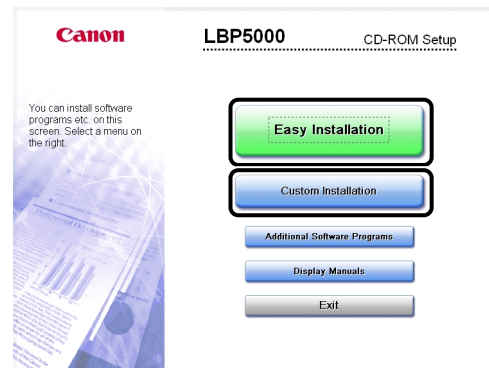 Canon
LBP5000
CD-ROM Setup
You can install software
programs etc. on this
screen. Select a menu on
the right.
Easy Installation
Custom Installation
Additional Software Programs
Display Manuals
Exit